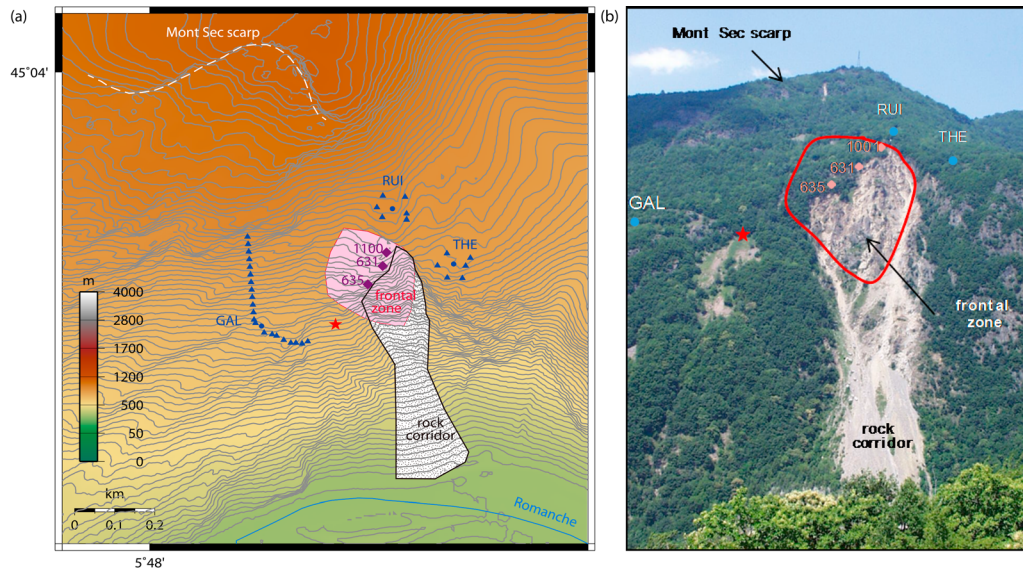 (a)
Mont Sec scarp
45°04'
RUI
THE
1100
631
635
frontal
zone
GAL
m
4000
2800
1700
1200
500
50
0
rock
corridor
km
0 0.1 0.2
Romanche
5°48'
(b)
Mont Sec scarp
RUI
THE
1001
631
635
GAL
frontal
zone
rock
corridor